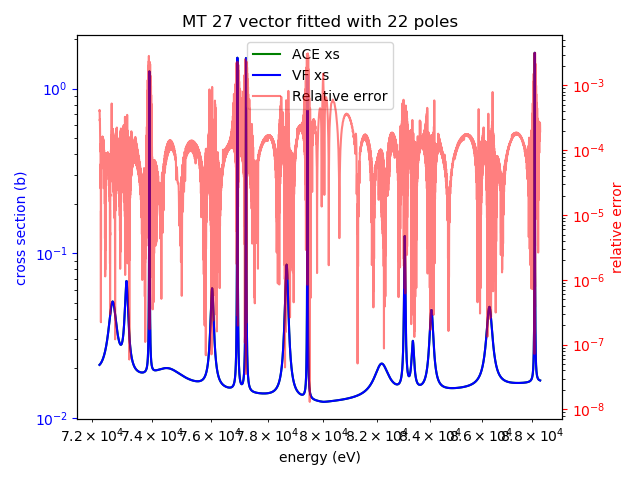 MT 27 vector fitted with 22 poles
ACE xs
VF xs
Relative error
cross section (b)
10⁰
10⁻¹
10⁻²
10⁻³
10⁻⁴
10⁻⁵
10⁻⁶
10⁻⁷
10⁻⁸
relative error
7.2 × 10⁴ 7.4 × 10⁴ 7.6 × 10⁴ 7.8 × 10⁴ 8 × 10⁴ 8.2 × 10⁴ 8.4 × 10⁴ 8.6 × 10⁴ 8.8 × 10⁴
energy (eV)